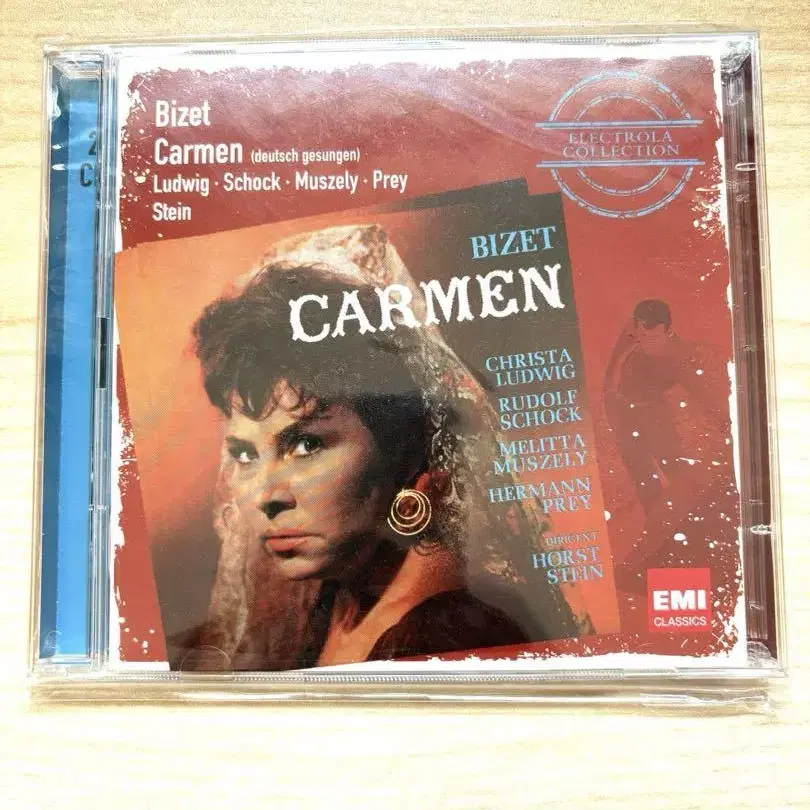 Bizet
Carmen (deutsch gesungen)
Ludwig · Schock · Muszely · Prey
Stein
ELECTROLA
COLLECTION
BIZET
CARMEN
CHRISTA
LUDWIG
RUDOLF
SCHOCK
MELITTA
MUSZELY
HERMANN
PREY
DIRIGENT
HORST
STEIN
EMI
CLASSICS